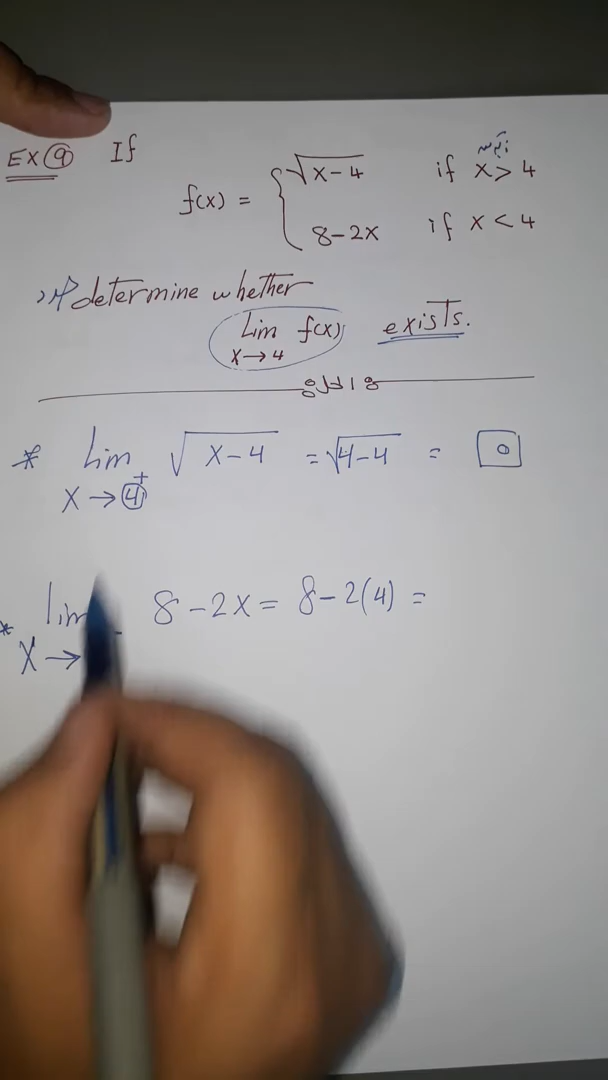 EX⑨ If
f(x) = { √x-4 if x > 4
8-2x if x < 4
determine whether
lim f(x) exists.
x→4
* lim √x-4 = √4-4 = 0
x→4⁺
* lim 8-2x = 8-2(4) =
x→